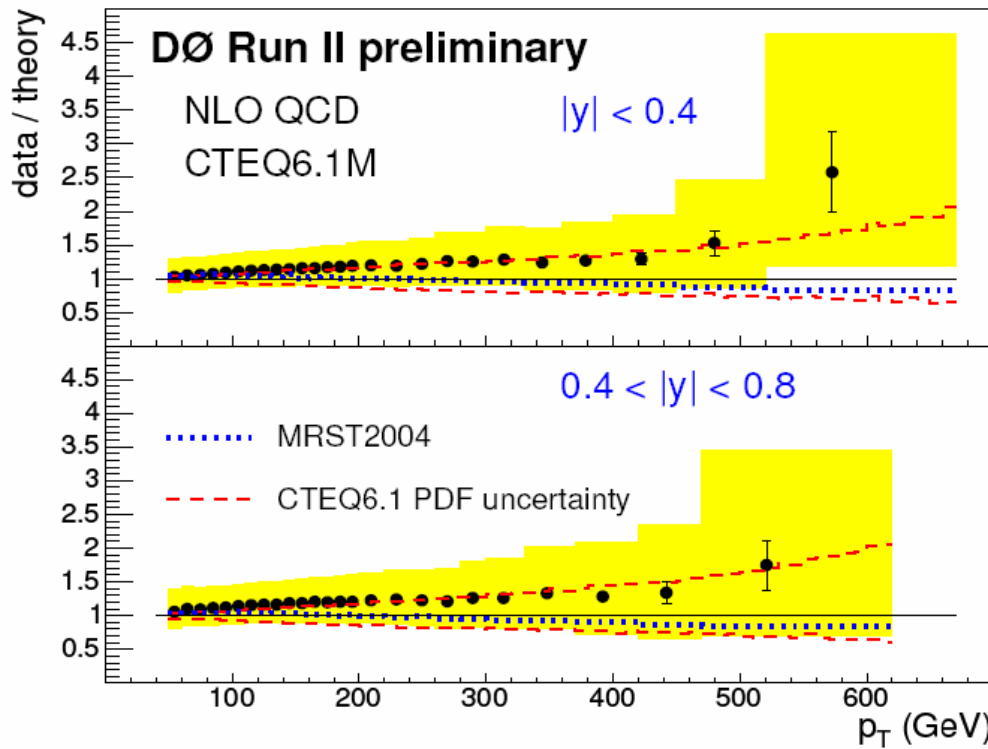 DØ Run II preliminary
NLO QCD
|y| < 0.4
CTEQ6.1M
data / theory
4.5
4
3.5
3
2.5
2
1.5
1
0.5
0.4 < |y| < 0.8
MRST2004
CTEQ6.1 PDF uncertainty
4.5
4
3.5
3
2.5
2
1.5
1
0.5
100 200 300 400 500 600
p_T (GeV)